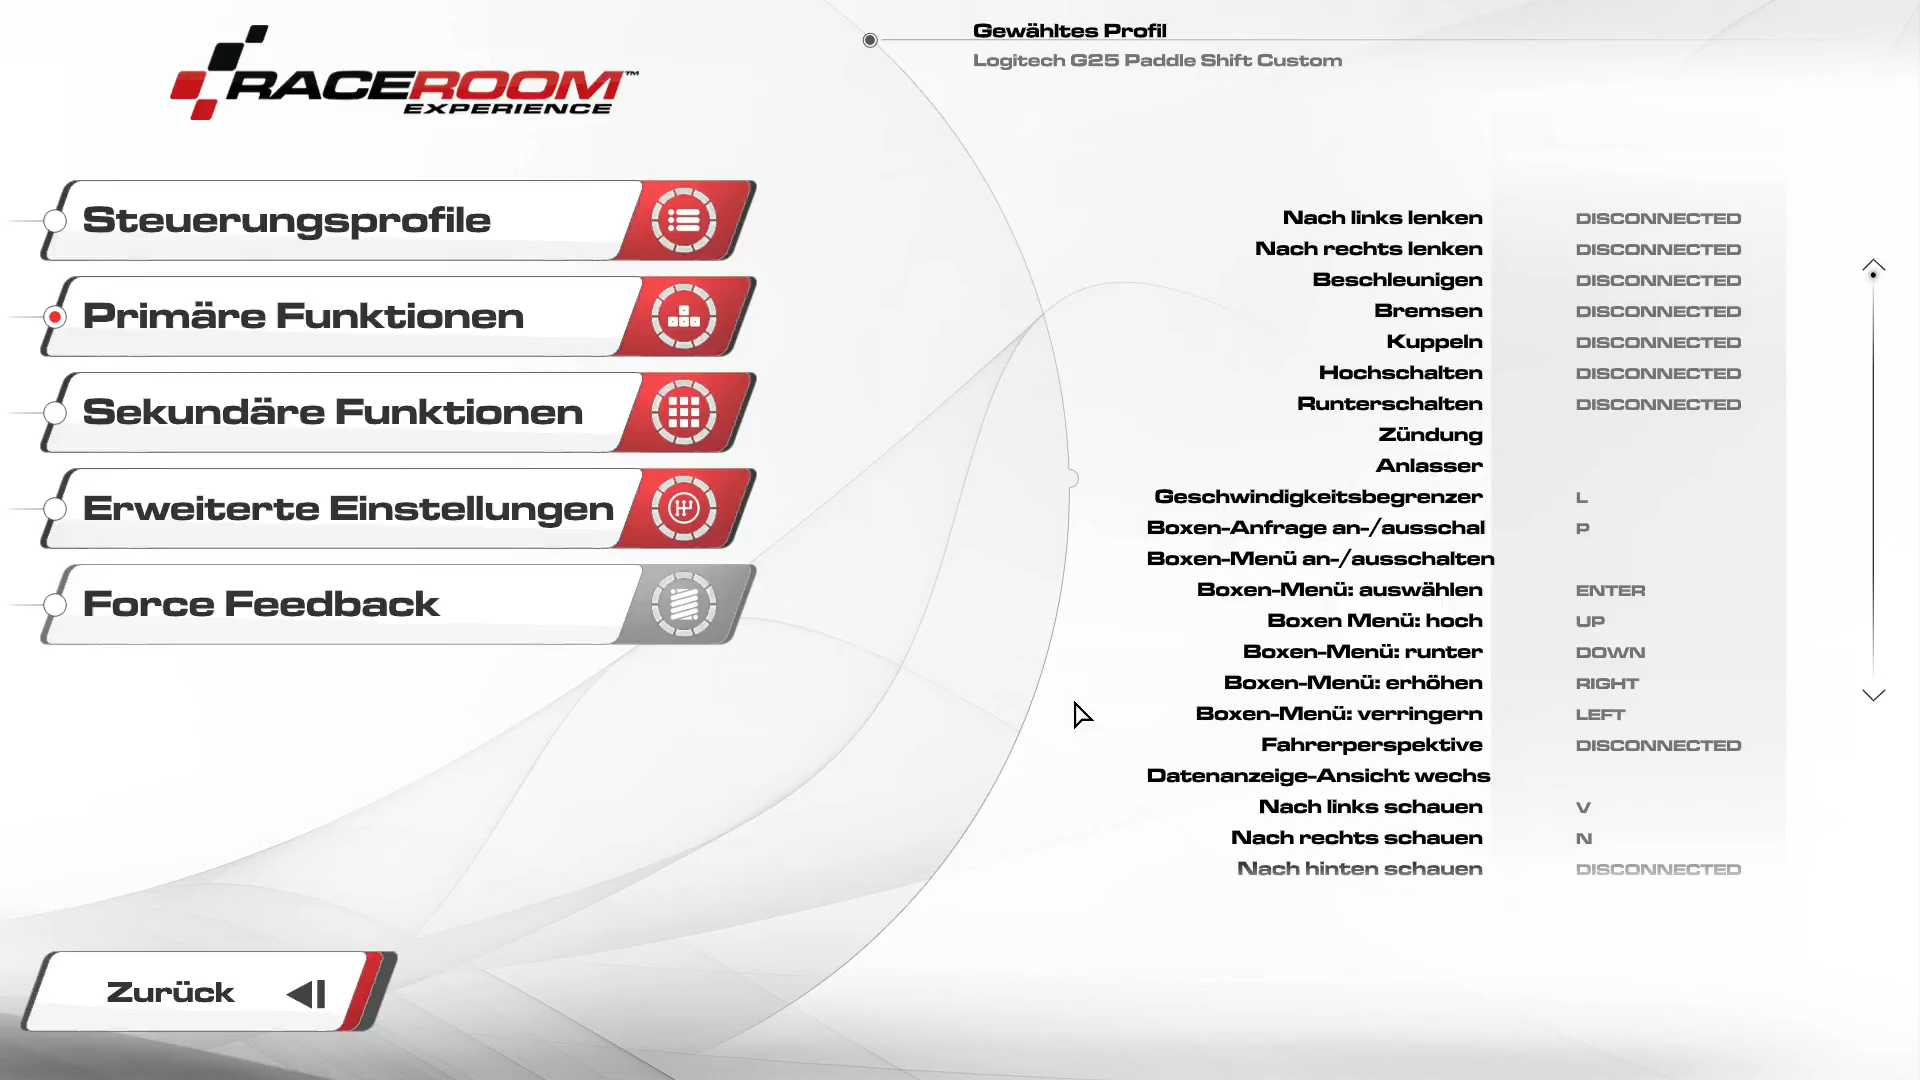 RACEROOM™
EXPERIENCE
Gewähltes Profil
Logitech G25 Paddle Shift Custom
Steuerungsprofile
Primäre Funktionen
Sekundäre Funktionen
Erweiterte Einstellungen
Force Feedback
Zurück
Nach links lenken DISCONNECTED
Nach rechts lenken DISCONNECTED
Beschleunigen DISCONNECTED
Bremsen DISCONNECTED
Kuppeln DISCONNECTED
Hochschalten DISCONNECTED
Runterschalten DISCONNECTED
Zündung
Anlasser
Geschwindigkeitsbegrenzer L
Boxen-Anfrage an-/ausschal P
Boxen-Menü an-/ausschalten
Boxen-Menü: auswählen ENTER
Boxen Menü: hoch UP
Boxen-Menü: runter DOWN
Boxen-Menü: erhöhen RIGHT
Boxen-Menü: verringern LEFT
Fahrerperspektive DISCONNECTED
Datenanzeige-Ansicht wechs
Nach links schauen V
Nach rechts schauen N
Nach hinten schauen DISCONNECTED